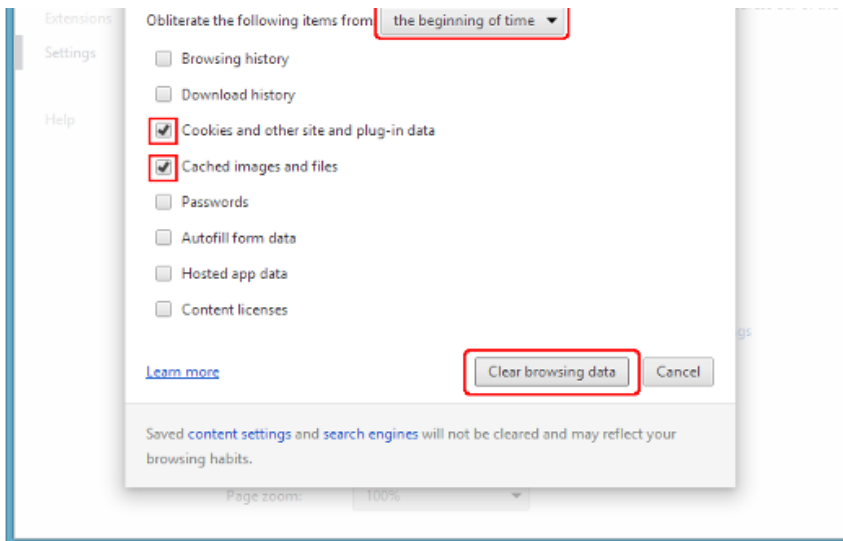 Extensions
Obliterate the following items from the beginning of time
Settings
Browsing history
Download history
Help
Cookies and other site and plug-in data
Cached images and files
Passwords
Autofill form data
Hosted app data
Content licenses
gs
Learn more
Clear browsing data
Cancel
Saved content settings and search engines will not be cleared and may reflect your
browsing habits.
Page zoom: 100%